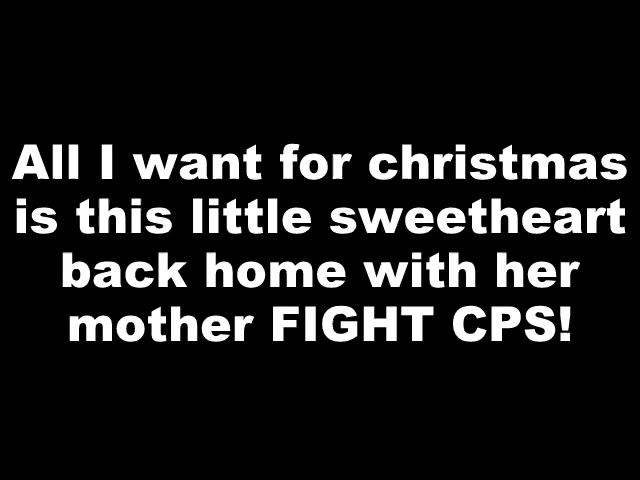 All I want for christmas
is this little sweetheart
back home with her
mother FIGHT CPS!